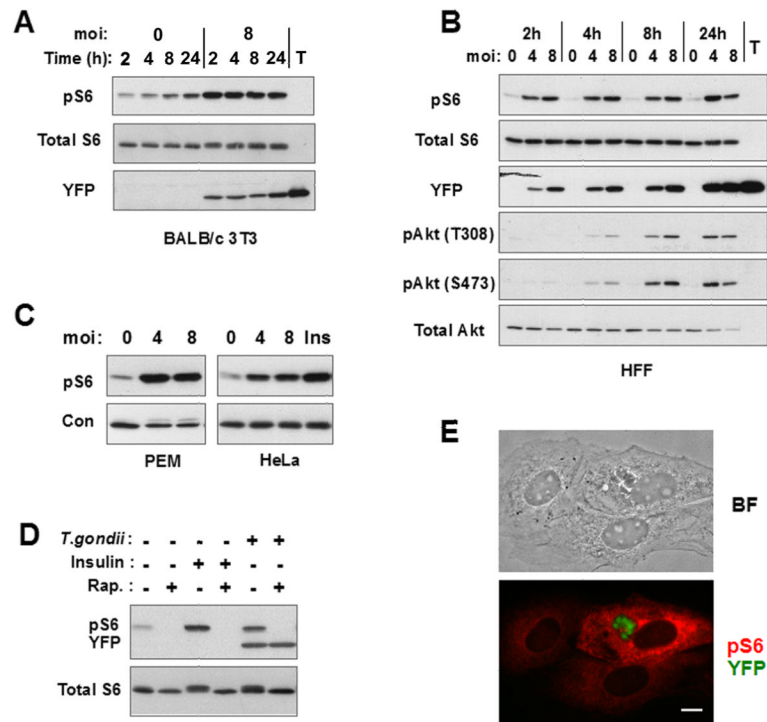 A
moi: 0 8
Time (h): 2 4 8 24 2 4 8 24 T
pS6
Total S6
YFP
BALB/c 3T3
B
2h 4h 8h 24h T
moi: 0 4 8 0 4 8 0 4 8 0 4 8
pS6
Total S6
YFP
pAkt (T308)
pAkt (S473)
Total Akt
HFF
C
moi: 0 4 8 0 4 8 Ins
pS6
Con
PEM HeLa
D
T.gondii : - - - - + +
Insulin : - - + + - -
Rap. : - + - + - +
pS6
YFP
Total S6
E
BF
pS6
YFP